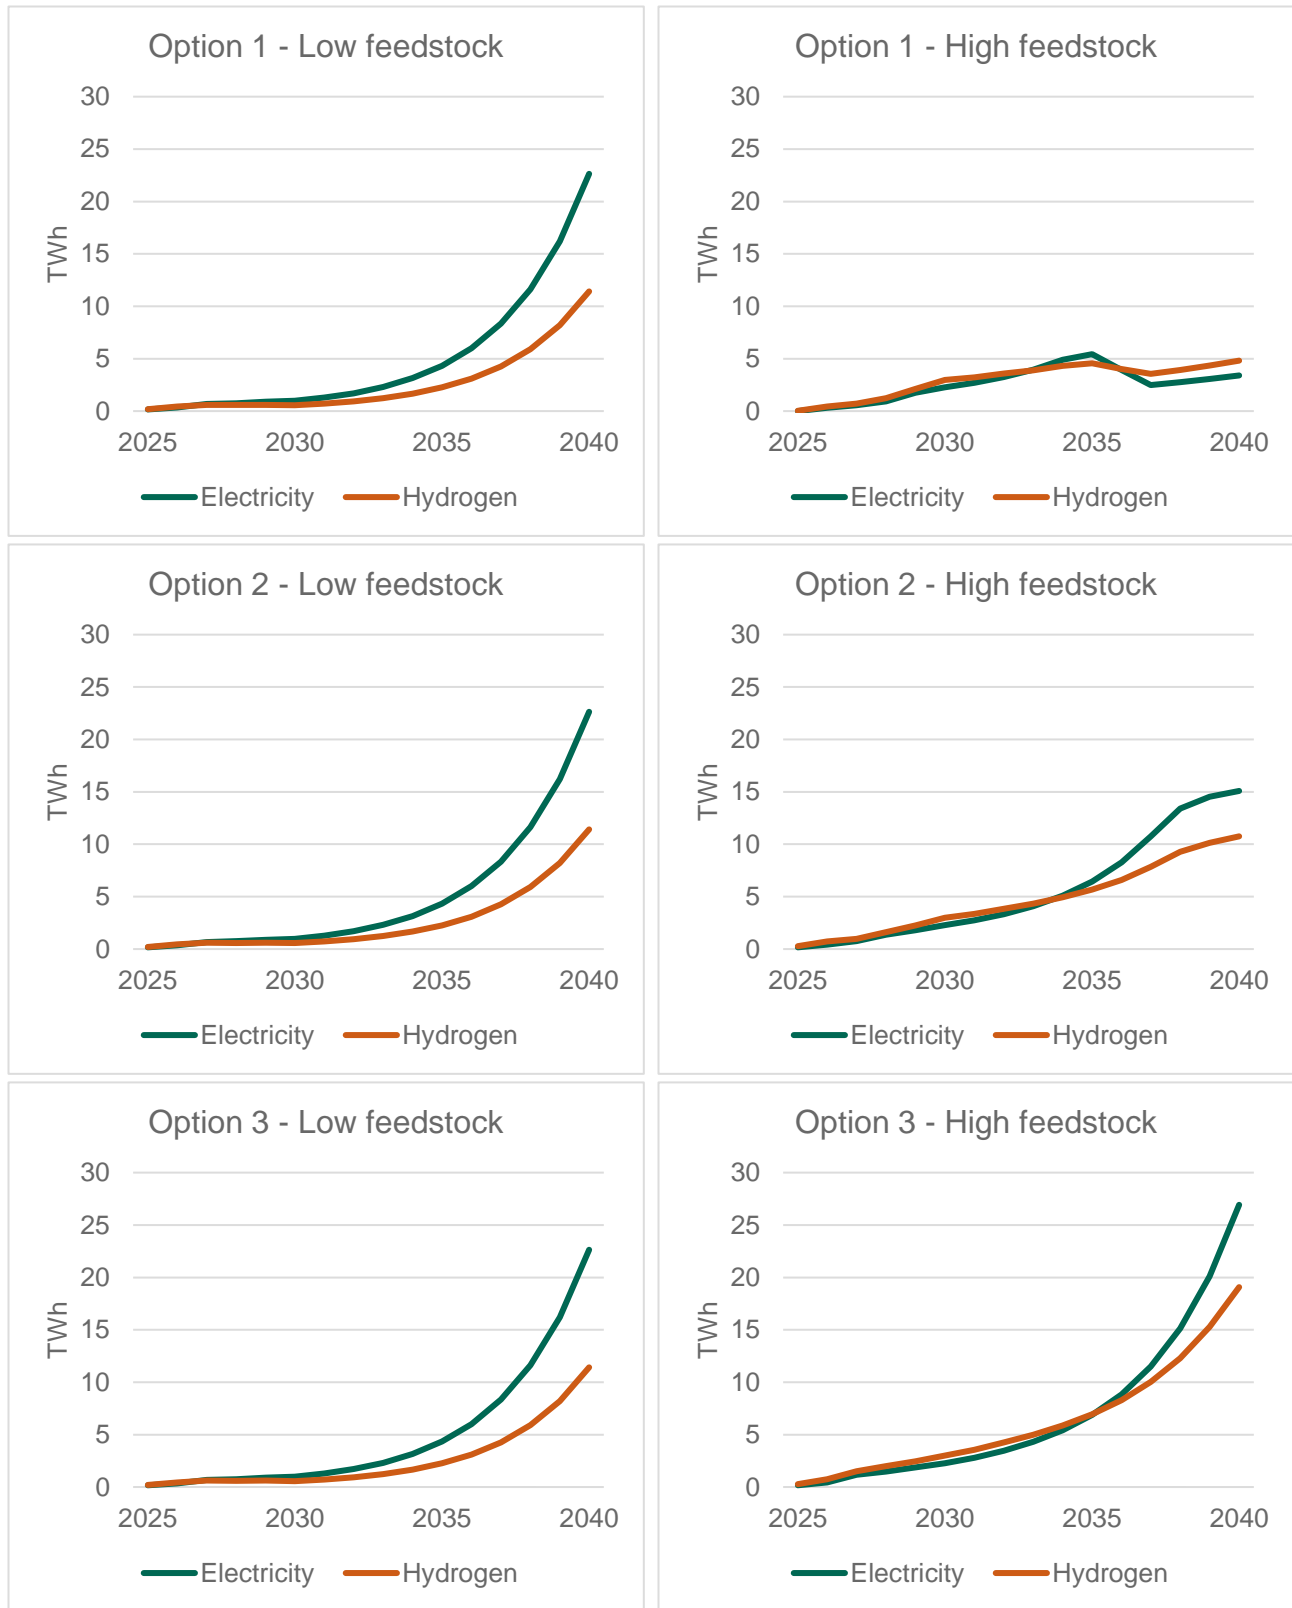 Option 1 - Low feedstock
30
25
20
15
10
5
0
TWh
2025 2030 2035 2040
Electricity Hydrogen
Option 1 - High feedstock
30
25
20
15
10
5
0
TWh
2025 2030 2035 2040
Electricity Hydrogen
Option 2 - Low feedstock
30
25
20
15
10
5
0
TWh
2025 2030 2035 2040
Electricity Hydrogen
Option 2 - High feedstock
30
25
20
15
10
5
0
TWh
2025 2030 2035 2040
Electricity Hydrogen
Option 3 - Low feedstock
30
25
20
15
10
5
0
TWh
2025 2030 2035 2040
Electricity Hydrogen
Option 3 - High feedstock
30
25
20
15
10
5
0
TWh
2025 2030 2035 2040
Electricity Hydrogen